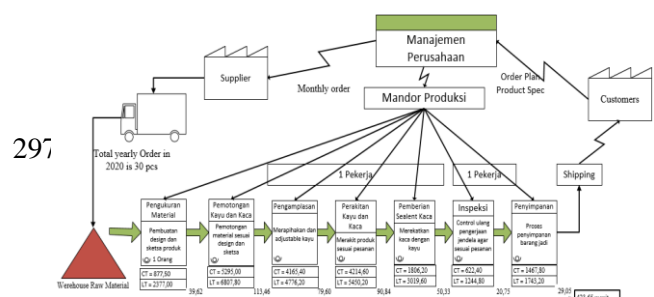 Manajemen
Perusahaan
Supplier
Monthly order
Order Plan
Product Spec
Customers
Mandor Produksi
297
Total yearly Order in
2020 is 30 pcs
1 Pekerja
1 Pekerja
Shipping
Pengukuran
Material
Pembuatan
design dan
sketsa produk
1 Orang
CT = 877,50
LT = 2377,00
Pemotongan
Kayu dan Kaca
Pemotongan
material sesuai
design dan
sketsa
CT = 5295,00
LT = 6807,80
Pengamplasan
Merapihakan dan
adjustable kayu
CT = 4165,40
LT = 4776,20
Perakitan
Kayu dan
Kaca
Merakit produk
sesuai pesanan
CT = 4214,60
LT = 5450,20
Pemberian
Sealent Kaca
Merekatkan
kaca dengan
kayu
CT = 1806,20
LT = 3019,60
Inspeksi
Control ulang
pengerjaan
jendela agar
sesuai pesanan
CT = 622,40
LT = 1244,80
Penyimpanan
Proses
penyimpanan
barang jadi
CT = 1467,80
LT = 1743,20
Werehouse Raw Material
39,62
113,46
79,60
90,84
50,33
20,75
29,05